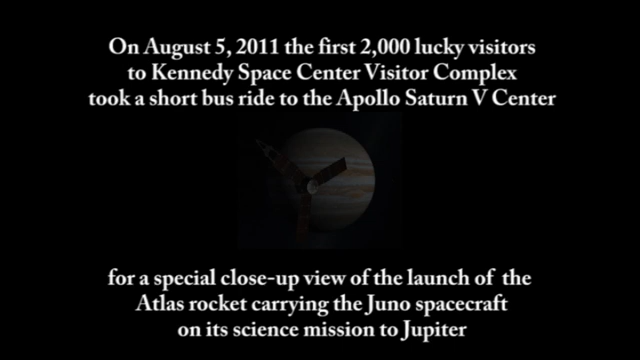 On August 5, 2011 the first 2,000 lucky visitors
to Kennedy Space Center Visitor Complex
took a short bus ride to the Apollo Saturn V Center
for a special close-up view of the launch of the
Atlas rocket carrying the Juno spacecraft
on its science mission to Jupiter